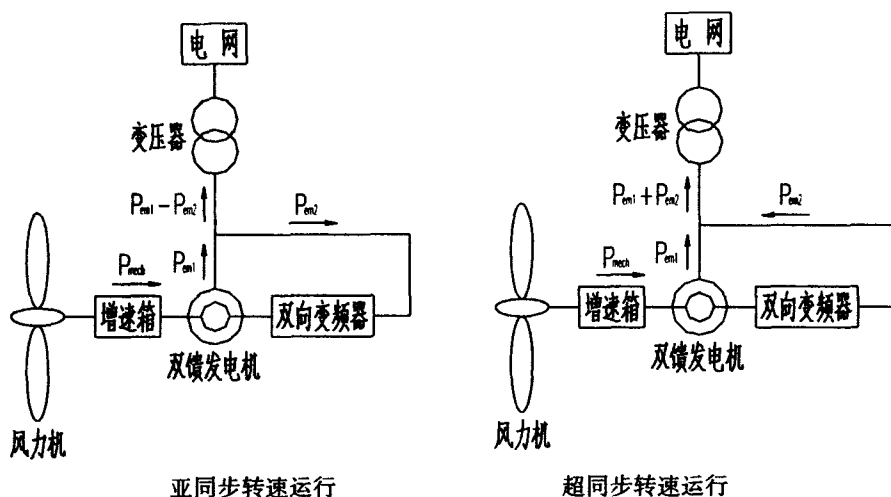 电网
变压器
Pem1-Pem2
Pem2
Pmech
Pem1
增速箱
双向变频器
双馈发电机
风力机
亚同步转速运行
电网
变压器
Pem1+Pem2
Pem2
Pmech
Pem1
增速箱
双向变频器
双馈发电机
风力机
超同步转速运行